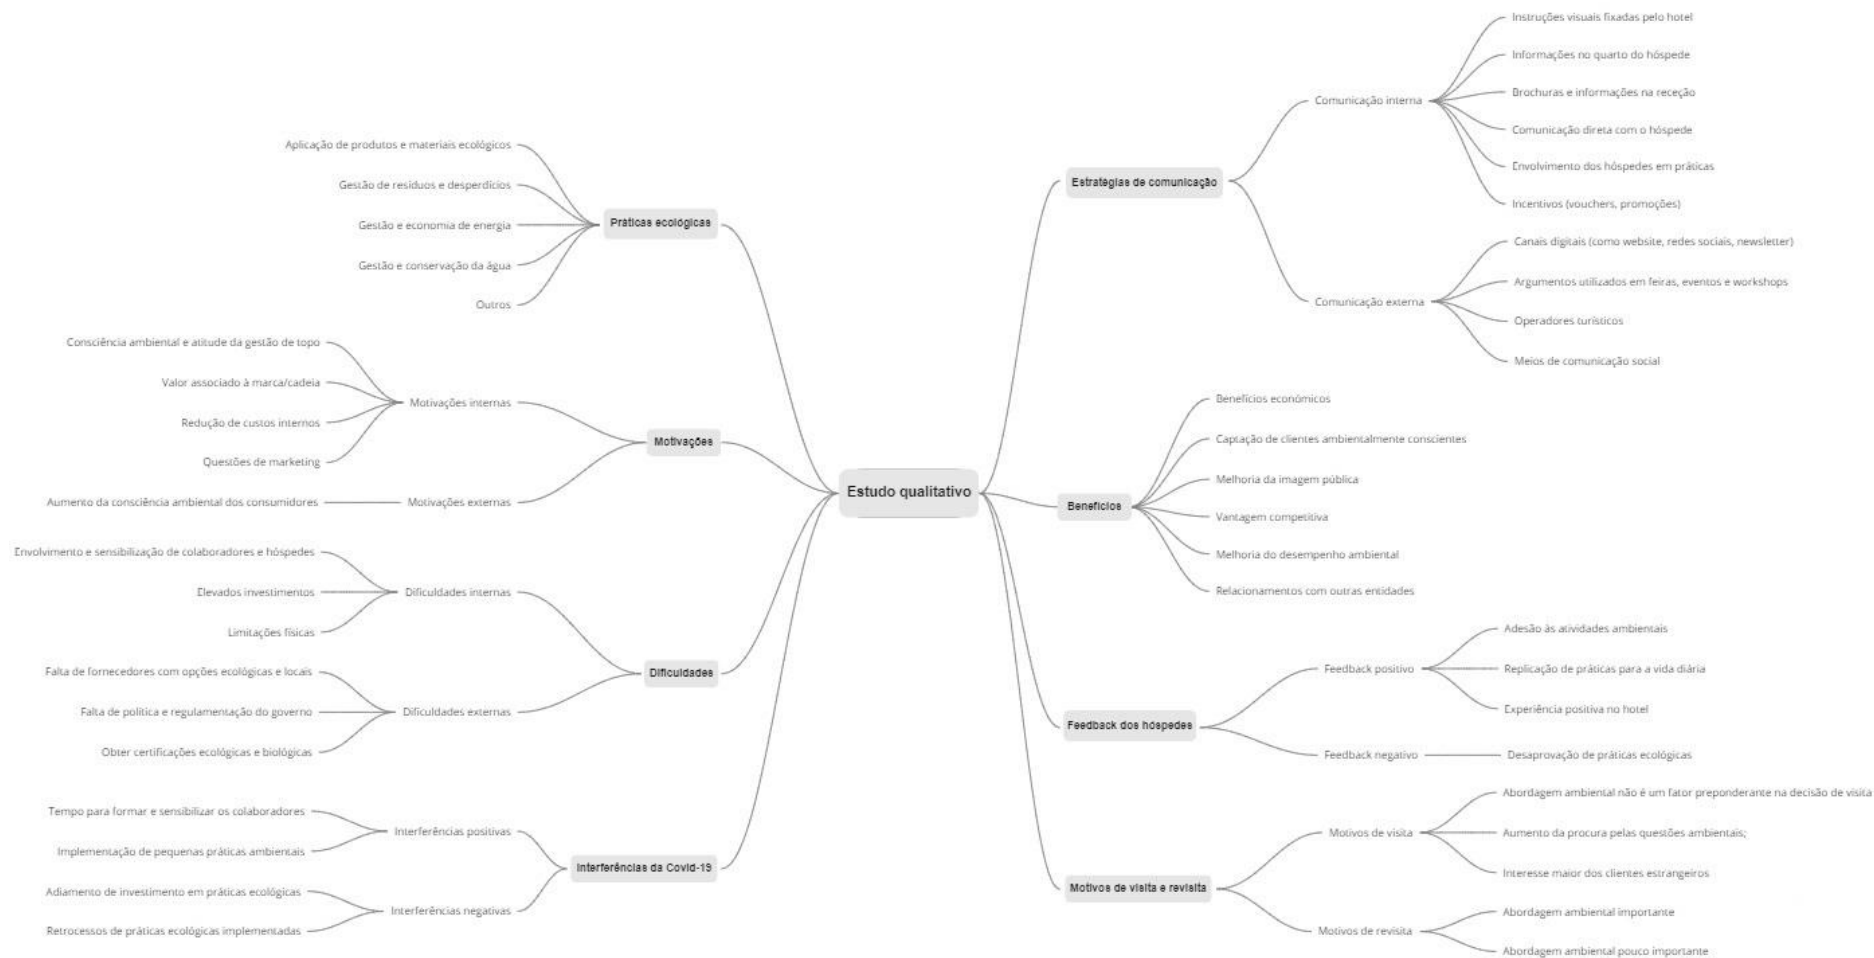 Estudo qualitativo
Práticas ecológicas
Aplicação de produtos e materiais ecológicos
Gestão de resíduos e desperdícios
Gestão e economia de energia
Gestão e conservação da água
Outros
Motivações
Motivações internas
Consciência ambiental e atitude da gestão de topo
Valor associado à marca/cadeia
Redução de custos internos
Questões de marketing
Motivações externas
Aumento da consciência ambiental dos consumidores
Dificuldades
Dificuldades internas
Envolvimento e sensibilização de colaboradores e hóspedes
Elevados investimentos
Limitações físicas
Dificuldades externas
Falta de fornecedores com opções ecológicas e locais
Falta de política e regulamentação do governo
Obter certificações ecológicas e biológicas
Interferências da Covid-19
Interferências positivas
Tempo para formar e sensibilizar os colaboradores
Implementação de pequenas práticas ambientais
Interferências negativas
Adiamento de investimento em práticas ecológicas
Retrocessos de práticas ecológicas implementadas
Estratégias de comunicação
Comunicação interna
Instruções visuais fixadas pelo hotel
Informações no quarto do hóspede
Brochuras e informações na receção
Comunicação direta com o hóspede
Envolvimento dos hóspedes em práticas
Incentivos (vouchers, promoções)
Comunicação externa
Canais digitais (como website, redes sociais, newsletter)
Argumentos utilizados em feiras, eventos e workshops
Operadores turísticos
Meios de comunicação social
Benefícios
Benefícios económicos
Captação de clientes ambientalmente conscientes
Melhoria da imagem pública
Vantagem competitiva
Melhoria do desempenho ambiental
Relacionamentos com outras entidades
Feedback dos hóspedes
Feedback positivo
Adesão às atividades ambientais
Replicação de práticas para a vida diária
Experiência positiva no hotel
Feedback negativo
Desaprovação de práticas ecológicas
Motivos de visita e revisita
Motivos de visita
Abordagem ambiental não é um fator preponderante na decisão de visita
Aumento da procura pelas questões ambientais;
Interesse maior dos clientes estrangeiros
Motivos de revisita
Abordagem ambiental importante
Abordagem ambiental pouco importante